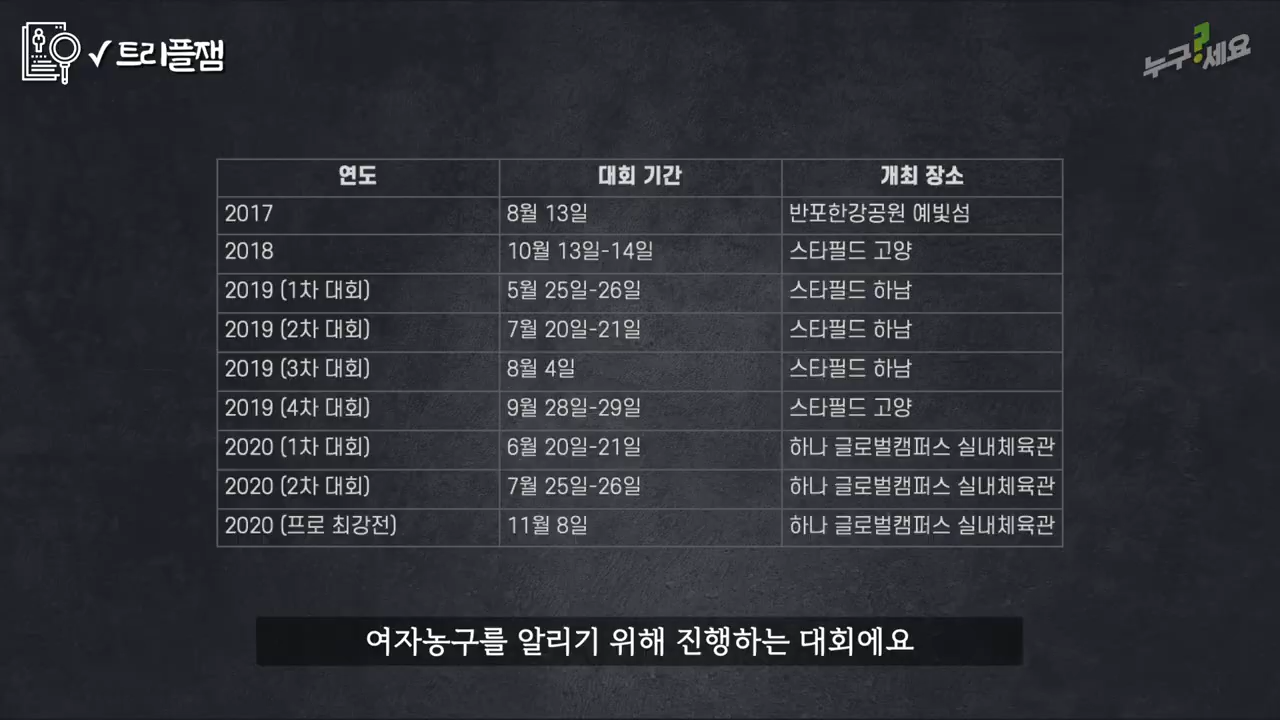 √ 트리플잼
누구?세요
연도 대회 기간 개최 장소
2017 8월 13일 반포한강공원 예빛섬
2018 10월 13일-14일 스타필드 고양
2019 (1차 대회) 5월 25일-26일 스타필드 하남
2019 (2차 대회) 7월 20일-21일 스타필드 하남
2019 (3차 대회) 8월 4일 스타필드 하남
2019 (4차 대회) 9월 28일-29일 스타필드 고양
2020 (1차 대회) 6월 20일-21일 하나 글로벌캠퍼스 실내체육관
2020 (2차 대회) 7월 25일-26일 하나 글로벌캠퍼스 실내체육관
2020 (프로 최강전) 11월 8일 하나 글로벌캠퍼스 실내체육관
여자농구를 알리기 위해 진행하는 대회에요